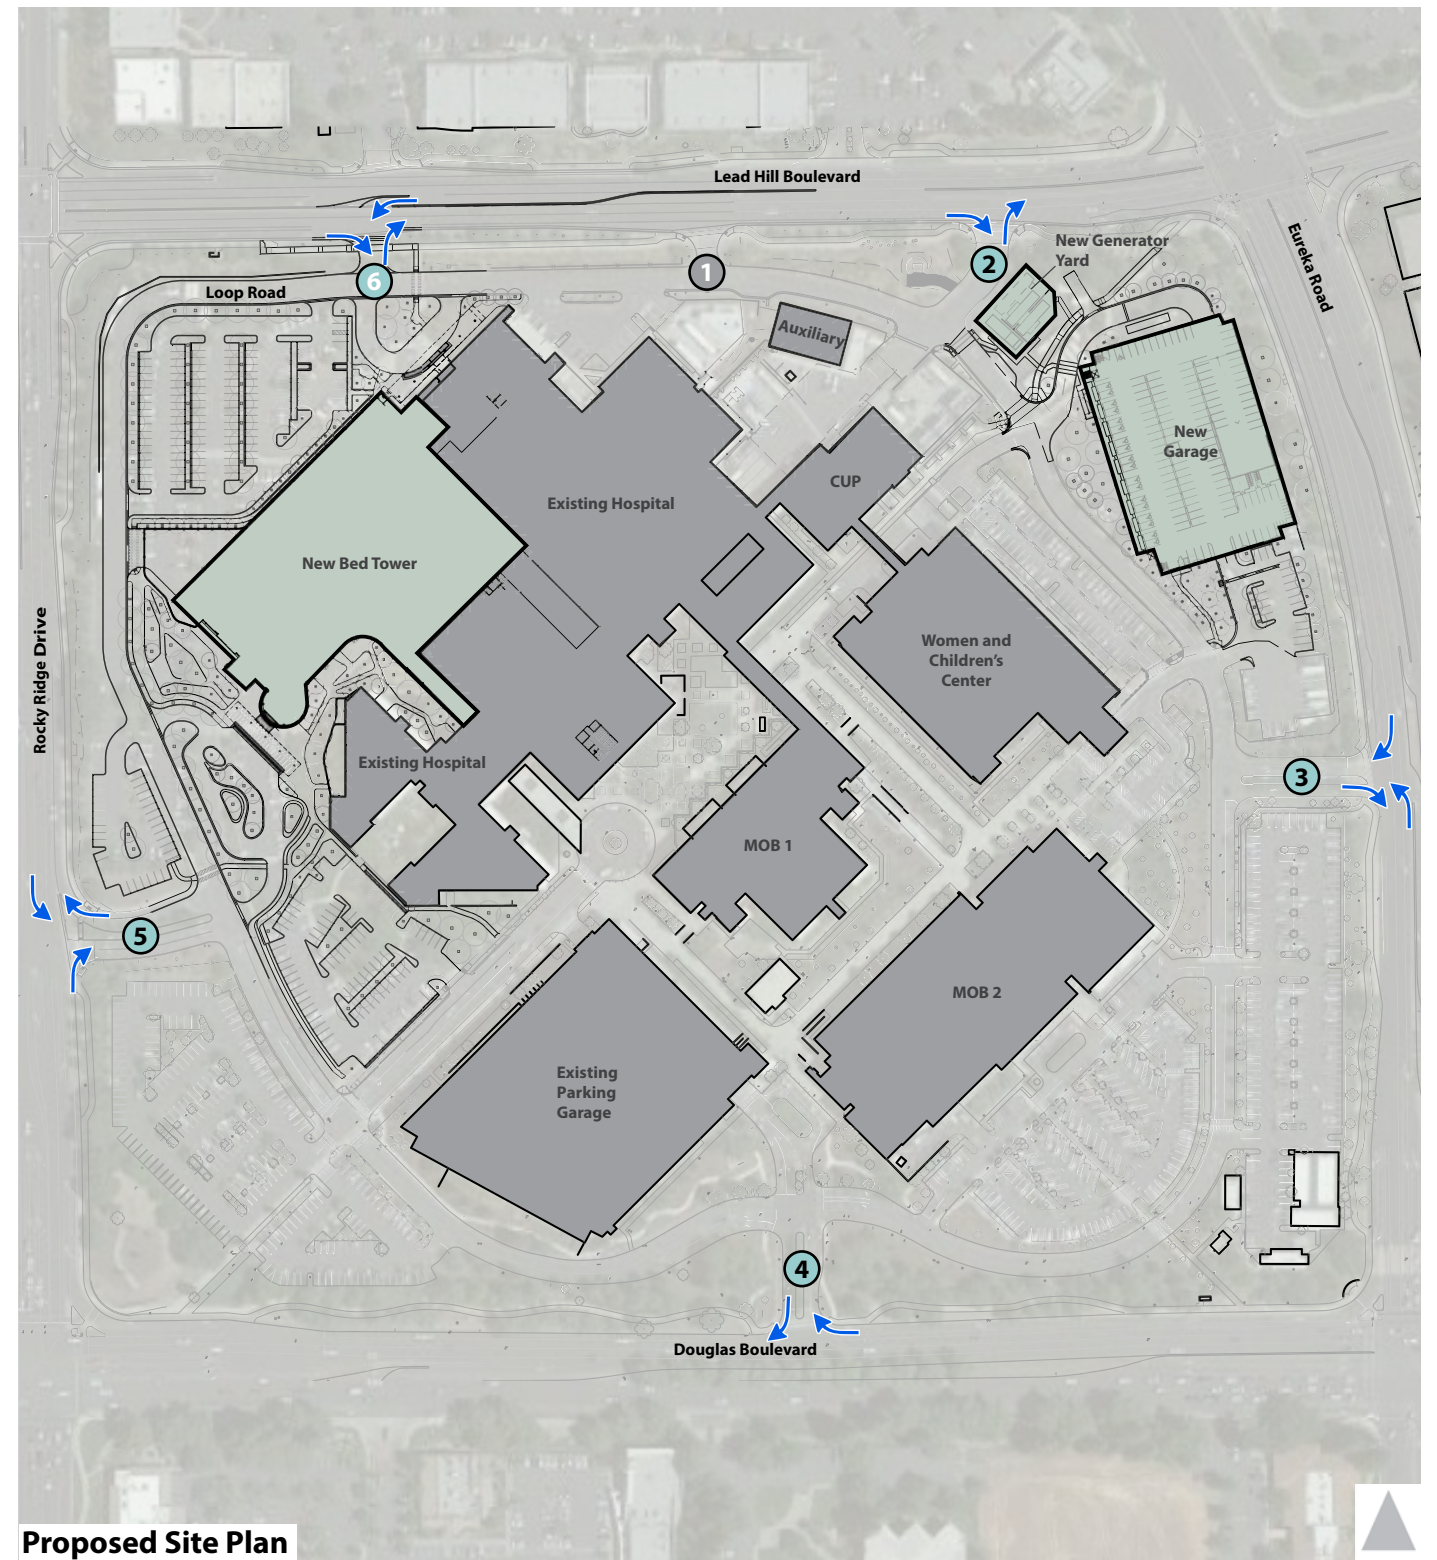 Lead Hill Boulevard
Eureka Road
New Generator
Yard
2
1
6
Loop Road
Auxiliary
New
Garage
CUP
Existing Hospital
New Bed Tower
Rocky Ridge Drive
Women and
Children's
Center
Existing Hospital
3
MOB 1
5
MOB 2
Existing
Parking
Garage
4
Douglas Boulevard
Proposed Site Plan